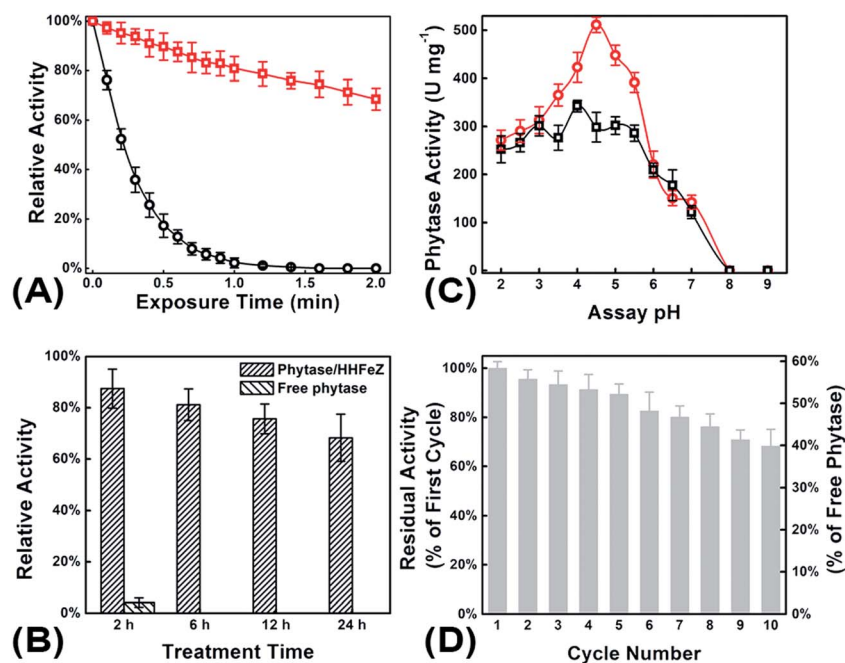 100%
80%
60%
40%
20%
0%
Relative Activity
0.0 0.5 1.0 1.5 2.0
Exposure Time (min)
(A)
500
400
300
200
100
0
Phytase Activity (U mg⁻¹)
2 3 4 5 6 7 8 9
Assay pH
(C)
100%
80%
60%
40%
20%
0%
Relative Activity
Phytase/HHFeZ
Free phytase
2 h 6 h 12 h 24 h
Treatment Time
(B)
100%
80%
60%
40%
20%
0%
Residual Activity
(% of First Cycle)
60%
50%
40%
30%
20%
10%
0%
(% of Free Phytase)
1 2 3 4 5 6 7 8 9 10
Cycle Number
(D)